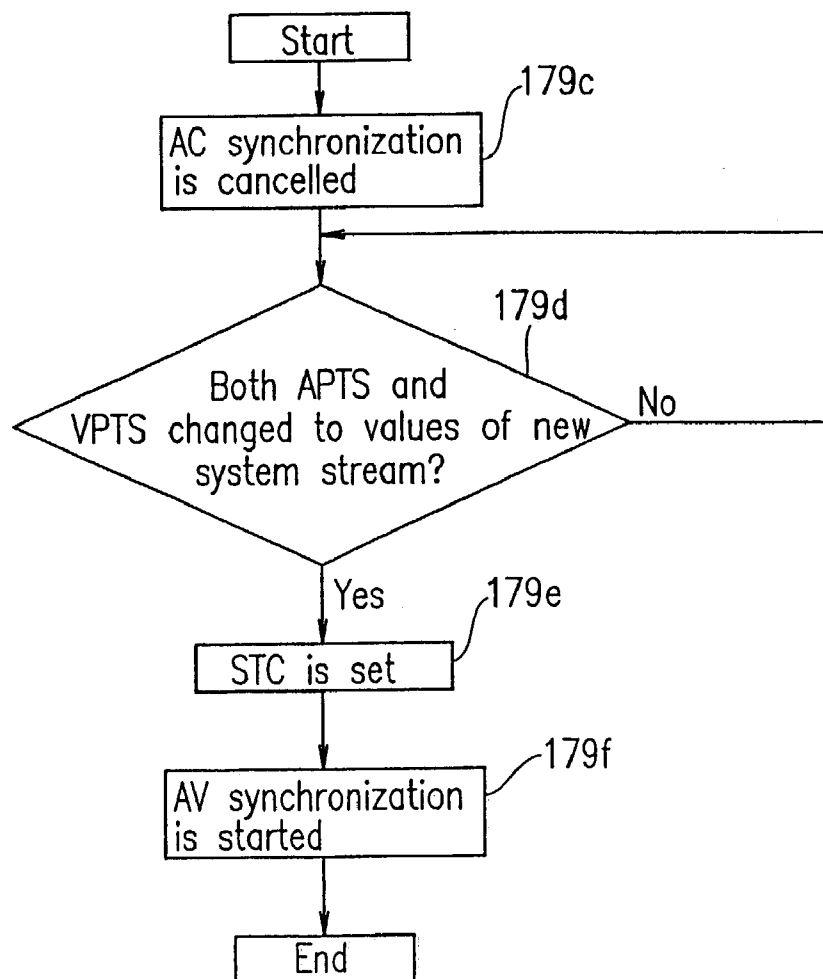 Start
179c
AC synchronization
is cancelled
179d
Both APTS and
VPTS changed to values of new
system stream?
No
Yes
179e
STC is set
179f
AV synchronization
is started
End